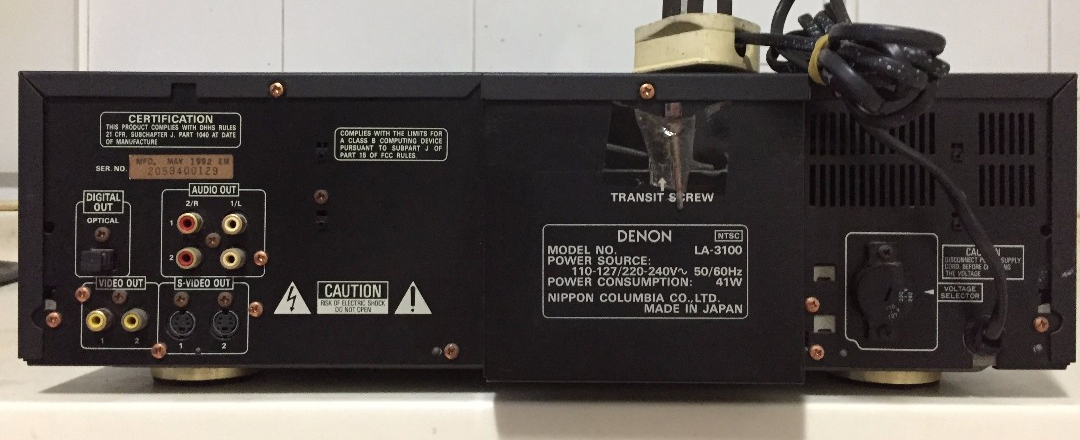 CERTIFICATION
THIS PRODUCT COMPLIES WITH DHHS RULES
21 CFR, SUBCHAPTER J, PART 1040 AT DATE
OF MANUFACTURE
SER. NO.
MFD. MAY 1992 EM
2053400129
COMPLIES WITH THE LIMITS FOR
A CLASS B COMPUTING DEVICE
PURSUANT TO SUBPART J OF
PART 15 OF FCC RULES.
DIGITAL
OUT
OPTICAL
AUDIO OUT
2/R 1/L
1
2
VIDEO OUT
1 2
S-VIDEO OUT
1 2
CAUTION
RISK OF ELECTRIC SHOCK
DO NOT OPEN
TRANSIT SCREW
DENON NTSC
MODEL NO. LA-3100
POWER SOURCE:
110-127/220-240V~ 50/60Hz
POWER CONSUMPTION: 41W
NIPPON COLUMBIA CO., LTD.
MADE IN JAPAN
DISCONNECT SUPPLY
CORD, BEFORE
THE VOLTAGE
VOLTAGE
SELECTOR